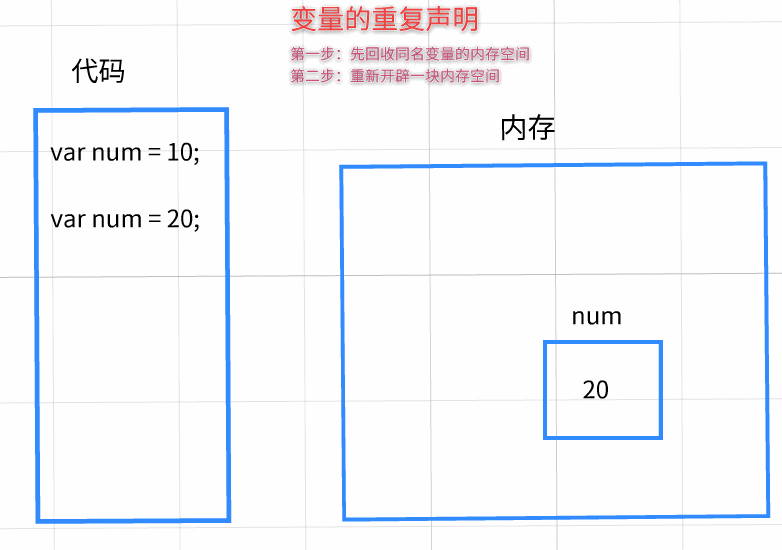 变量的重复声明
第一步：先回收同名变量的内存空间
第二步：重新开辟一块内存空间
代码
var num = 10;
var num = 20;
内存
num
20